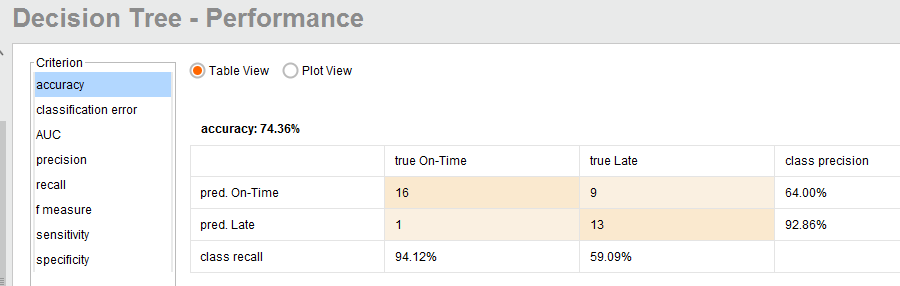 Decision Tree - Performance
Criterion
accuracy
classification error
AUC
precision
recall
f measure
sensitivity
specificity
Table View Plot View
accuracy: 74.36%
true On-Time true Late class precision
pred. On-Time 16 9 64.00%
pred. Late 1 13 92.86%
class recall 94.12% 59.09%